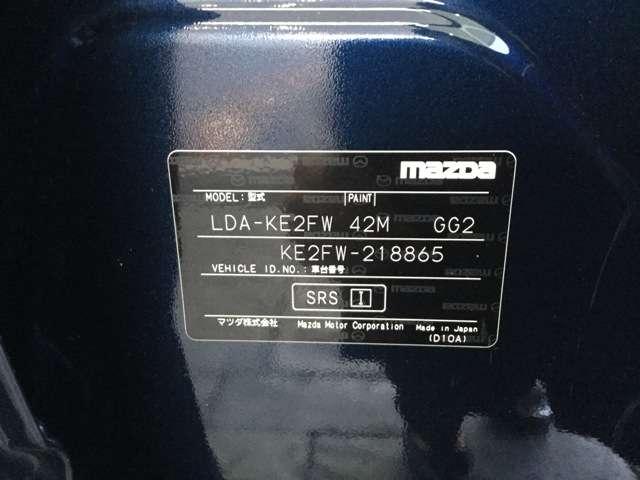 mazda
MODEL:型式 PAINT
LDA-KE2FW 42M GG2
KE2FW-218865
VEHICLE ID.NO.:車台番号
SRS I
マツダ株式会社 Mazda Motor Corporation Made in Japan
(D10A)